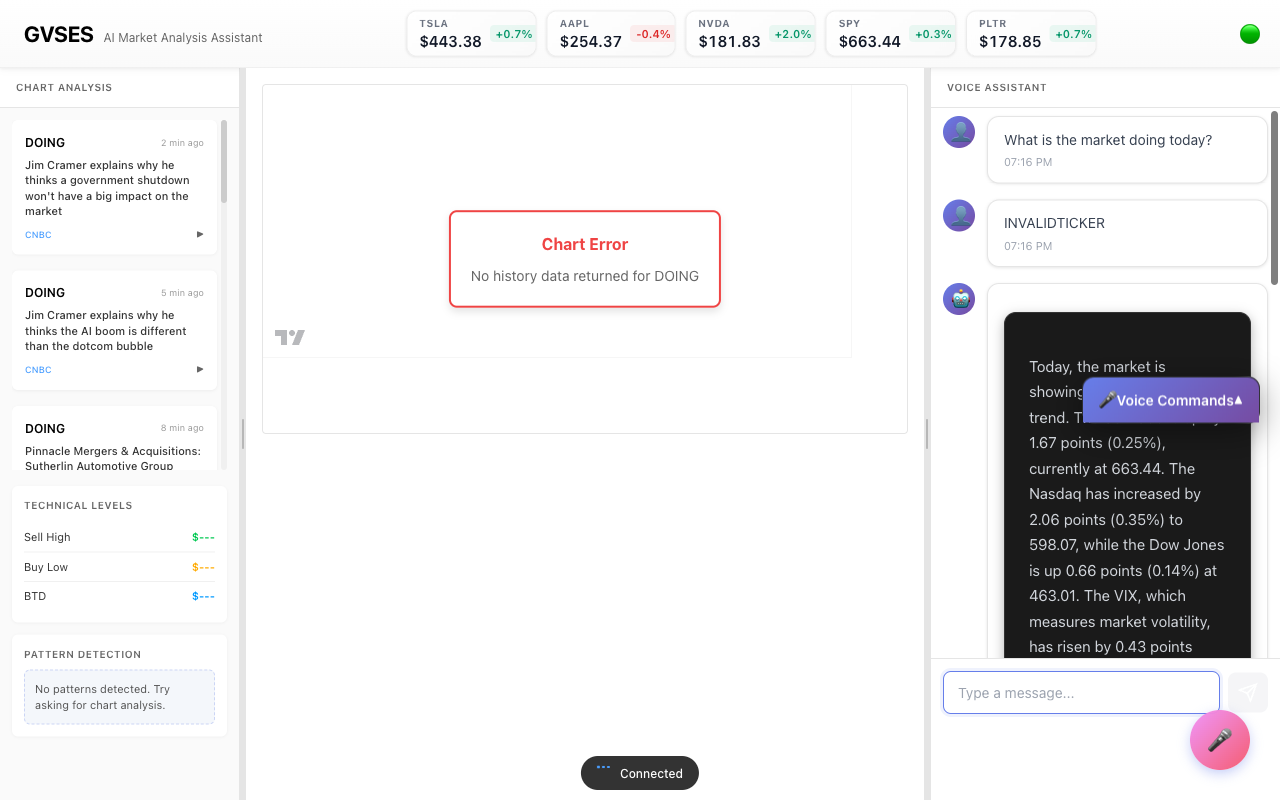 GVSES AI Market Analysis Assistant
TSLA
$443.38 +0.7%
AAPL
$254.37 -0.4%
NVDA
$181.83 +2.0%
SPY
$663.44 +0.3%
PLTR
$178.85 +0.7%
CHART ANALYSIS
DOING 2 min ago
Jim Cramer explains why he
thinks a government shutdown
won't have a big impact on the
market
CNBC
DOING 5 min ago
Jim Cramer explains why he
thinks the AI boom is different
than the dotcom bubble
CNBC
DOING 8 min ago
Pinnacle Mergers & Acquisitions:
Sutherlin Automotive Group
TECHNICAL LEVELS
Sell High $---
Buy Low $---
BTD $---
PATTERN DETECTION
No patterns detected. Try
asking for chart analysis.
Chart Error
No history data returned for DOING
Connected
VOICE ASSISTANT
What is the market doing today?
07:16 PM
INVALIDTICKER
07:16 PM
Today, the market is
showing
trend.
1.67 points (0.25%),
currently at 663.44. The
Nasdaq has increased by
2.06 points (0.35%) to
598.07, while the Dow Jones
is up 0.66 points (0.14%) at
463.01. The VIX, which
measures market volatility,
has risen by 0.43 points
Voice Commands
Type a message...